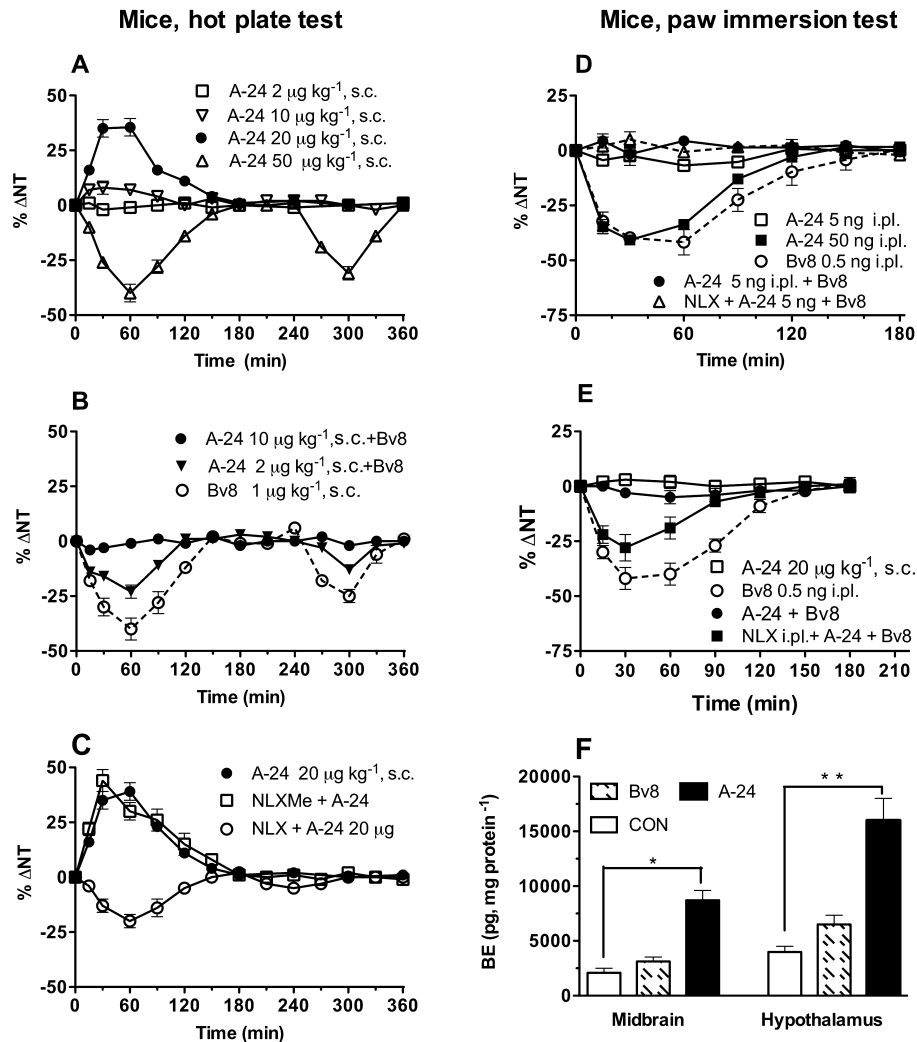 Mice, hot plate test
Mice, paw immersion test
A
A-24 2 μg kg⁻¹, s.c.
A-24 10 μg kg⁻¹, s.c.
A-24 20 μg kg⁻¹, s.c.
A-24 50 μg kg⁻¹, s.c.
50
25
0
-25
-50
% ΔNT
0 60 120 180 240 300 360
Time (min)
D
25
0
-25
-50
-75
% ΔNT
A-24 5 ng i.pl.
A-24 50 ng i.pl.
Bv8 0.5 ng i.pl.
A-24 5 ng i.pl. + Bv8
NLX + A-24 5 ng + Bv8
0 30 60 90 120 150 180
Time (min)
B
A-24 10 μg kg⁻¹,s.c.+Bv8
A-24 2 μg kg⁻¹,s.c.+Bv8
Bv8 1 μg kg⁻¹, s.c.
50
25
0
-25
-50
% ΔNT
0 60 120 180 240 300 360
Time (min)
E
25
0
-25
-50
-75
% ΔNT
A-24 20 μg kg⁻¹, s.c.
Bv8 0.5 ng i.pl.
A-24 + Bv8
NLX i.pl.+ A-24 + Bv8
0 30 60 90 120 150 180 210
Time (min)
C
A-24 20 μg kg⁻¹, s.c.
NLXMe + A-24
NLX + A-24 20 μg
50
25
0
-25
-50
% ΔNT
0 60 120 180 240 300 360
Time (min)
F
20000
15000
10000
5000
0
BE (pg, mg protein ⁻¹)
Bv8
A-24
CON
*
* *
Midbrain
Hypothalamus